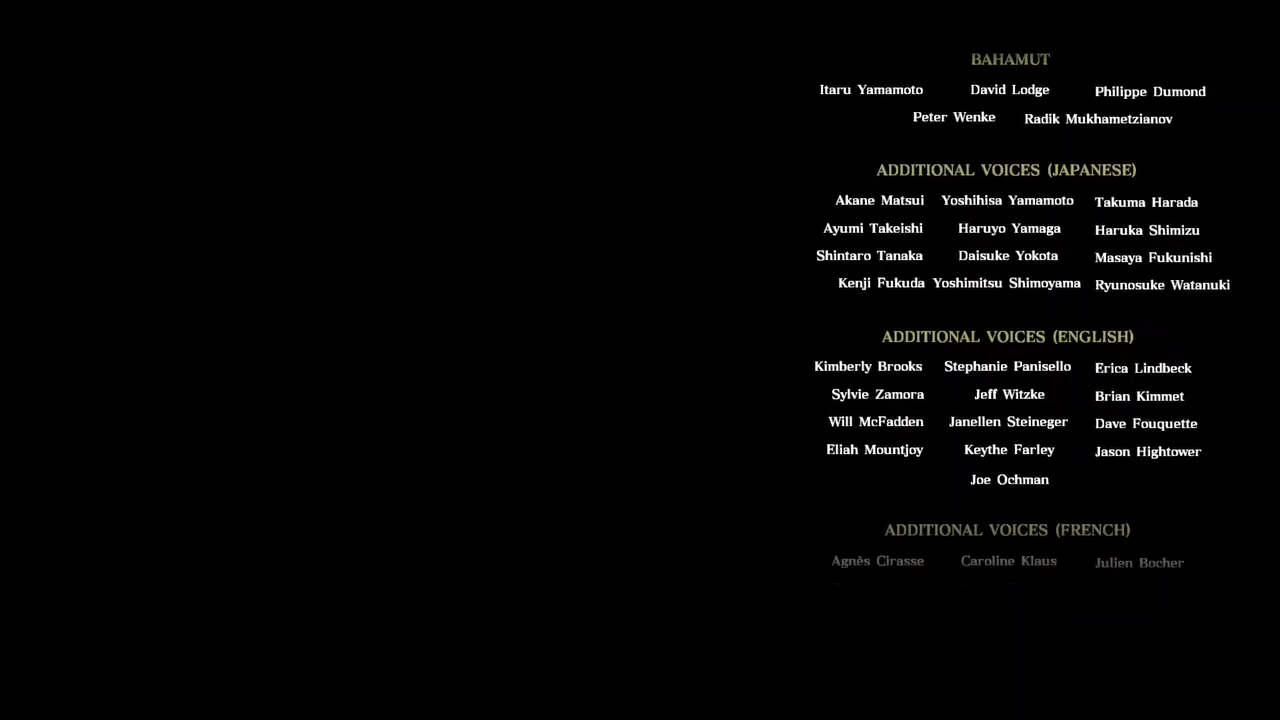 BAHAMUT
Itaru Yamamoto David Lodge Philippe Dumond
Peter Wenke Radik Mukhametzianov
ADDITIONAL VOICES (JAPANESE)
Akane Matsui Yoshihisa Yamamoto Takuma Harada
Ayumi Takeishi Haruyo Yamaga Haruka Shimizu
Shintaro Tanaka Daisuke Yokota Masaya Fukunishi
Kenji Fukuda Yoshimitsu Shimoyama Ryunosuke Watanuki
ADDITIONAL VOICES (ENGLISH)
Kimberly Brooks Stephanie Panisello Erica Lindbeck
Sylvie Zamora Jeff Witzke Brian Kimmet
Will McFadden Janellen Steineger Dave Fouquette
Eliah Mountjoy Keythe Farley Jason Hightower
Joe Ochman
ADDITIONAL VOICES (FRENCH)
Agnès Cirasse Caroline Klaus Julien Bocher